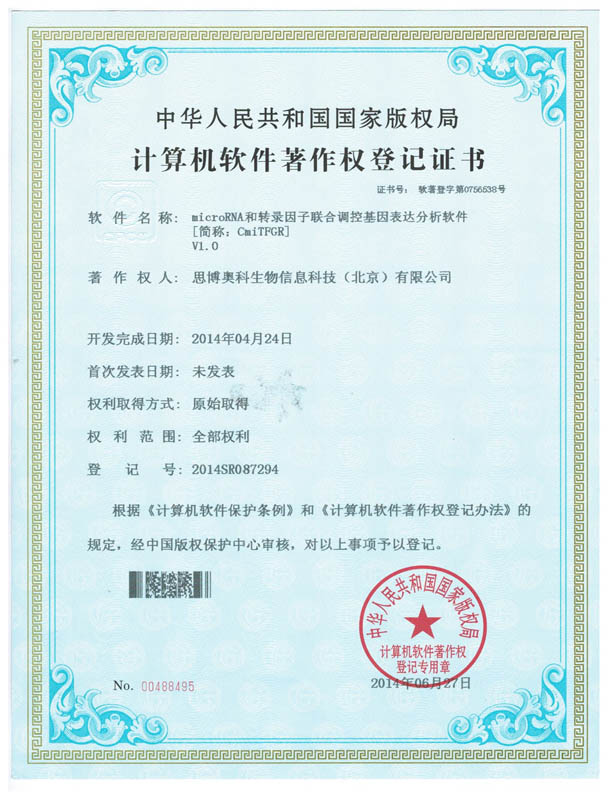 中华人民共和国国家版权局
计算机软件著作权登记证书
证书号： 软著登字第0756538号
软件名称： microRNA和转录因子联合调控基因表达分析软件
[简称：CmiTFGR]
V1.0
著作权人： 思博奥科生物信息科技（北京）有限公司
开发完成日期： 2014年04月24日
首次发表日期： 未发表
权利取得方式： 原始取得
权利范围： 全部权利
登记号： 2014SR087294
根据《计算机软件保护条例》和《计算机软件著作权登记办法》的
规定，经中国版权保护中心审核，对以上事项予以登记。
中华人民共和国国家版权局
计算机软件著作权
登记专用章
No. 00488495
2014年06月27日